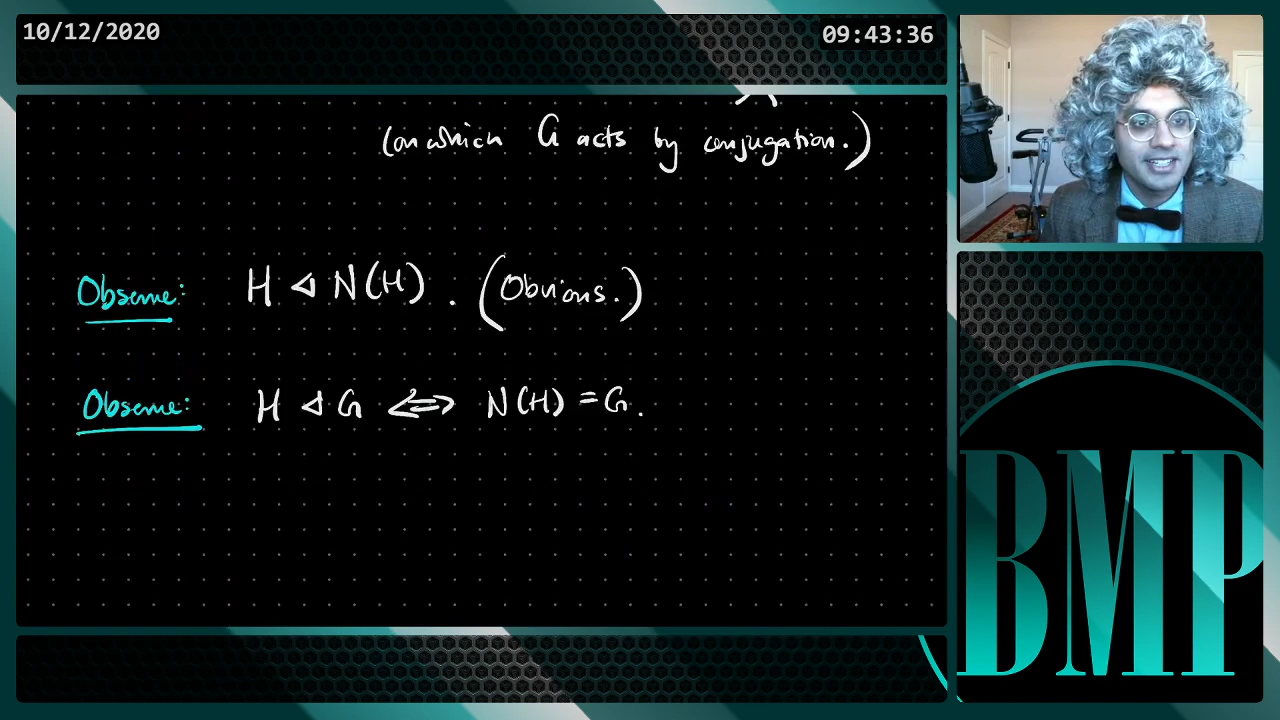 10/12/2020
09:43:36
(on which G acts by conjugation.)
Observe: H ⊲ N(H). (Obvious.)
Observe: H ⊲ G ⟺ N(H) = G.
BMP